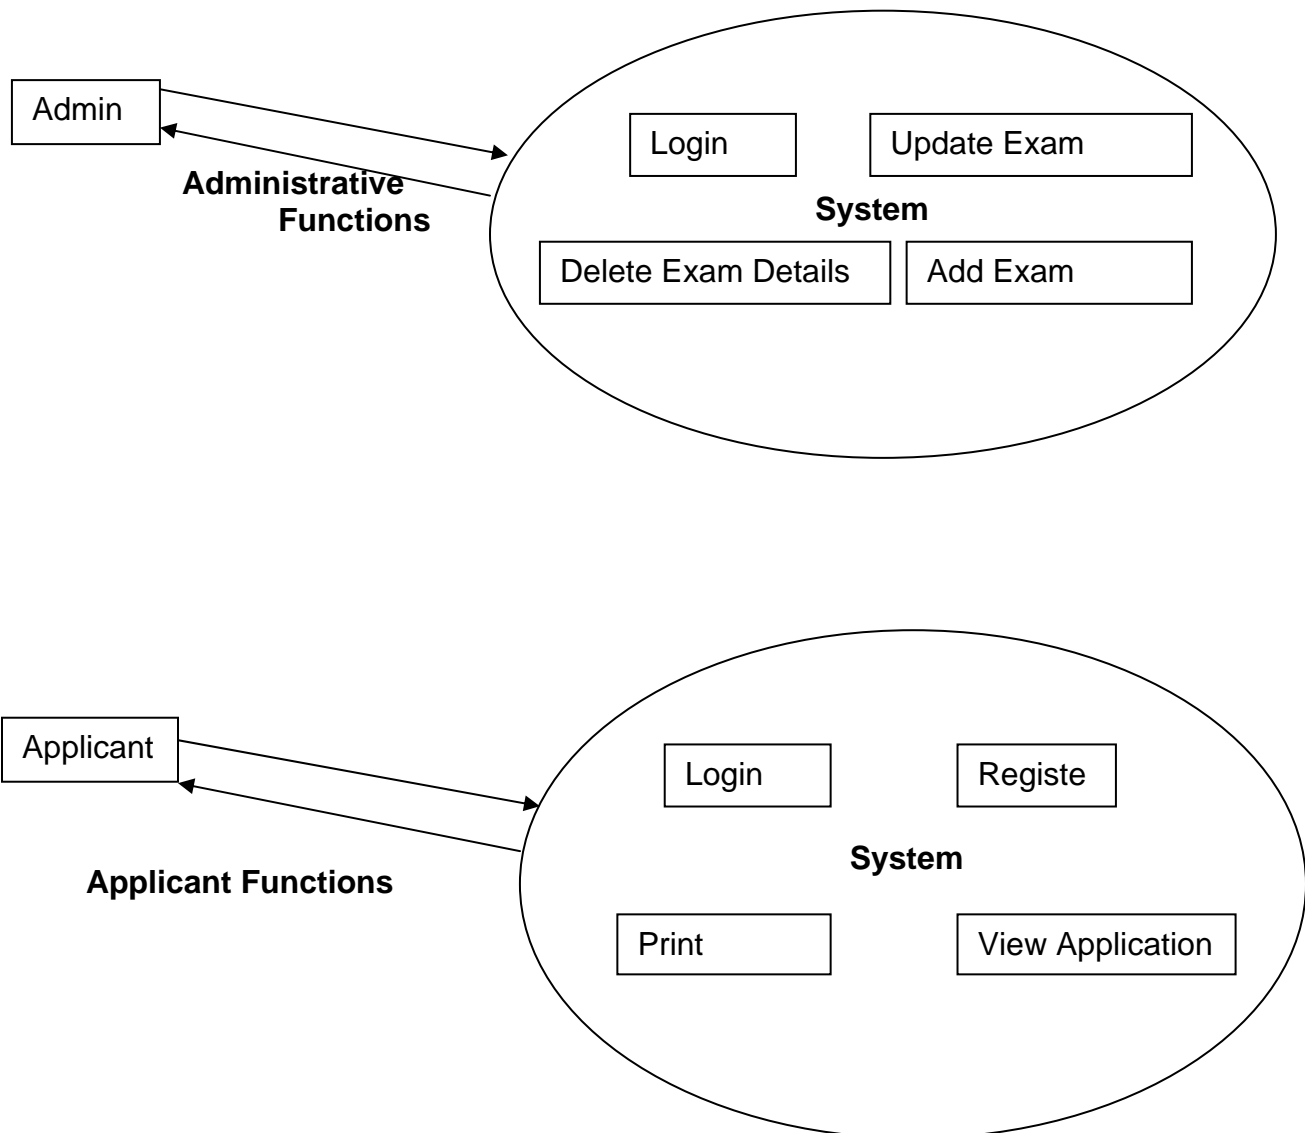 Admin
Login
Update Exam
Administrative
Functions
System
Delete Exam Details
Add Exam
Applicant
Login
Registe
System
Applicant Functions
Print
View Application